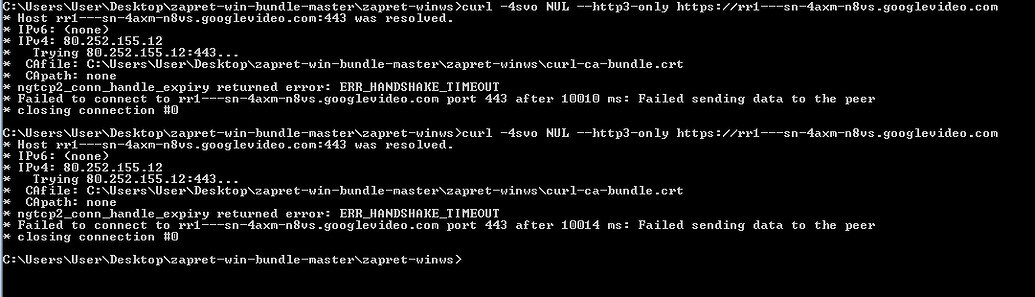 C:\Users\User\Desktop\zapret-win-bundle-master\zapret-winws>curl -4svo NUL --http3-only https://rr1---sn-4axm-n8vs.googlevideo.com
* Host rr1---sn-4axm-n8vs.googlevideo.com:443 was resolved.
* IPv6: (none)
* IPv4: 80.252.155.12
*   Trying 80.252.155.12:443...
*  CAfile: C:\Users\User\Desktop\zapret-win-bundle-master\zapret-winws\curl-ca-bundle.crt
*  CApath: none
* ngtcp2_conn_handle_expiry returned error: ERR_HANDSHAKE_TIMEOUT
* Failed to connect to rr1---sn-4axm-n8vs.googlevideo.com port 443 after 10010 ms: Failed sending data to the peer
* closing connection #0
C:\Users\User\Desktop\zapret-win-bundle-master\zapret-winws>curl -4svo NUL --http3-only https://rr1---sn-4axm-n8vs.googlevideo.com
* Host rr1---sn-4axm-n8vs.googlevideo.com:443 was resolved.
* IPv6: (none)
* IPv4: 80.252.155.12
*   Trying 80.252.155.12:443...
*  CAfile: C:\Users\User\Desktop\zapret-win-bundle-master\zapret-winws\curl-ca-bundle.crt
*  CApath: none
* ngtcp2_conn_handle_expiry returned error: ERR_HANDSHAKE_TIMEOUT
* Failed to connect to rr1---sn-4axm-n8vs.googlevideo.com port 443 after 10014 ms: Failed sending data to the peer
* closing connection #0
C:\Users\User\Desktop\zapret-win-bundle-master\zapret-winws>